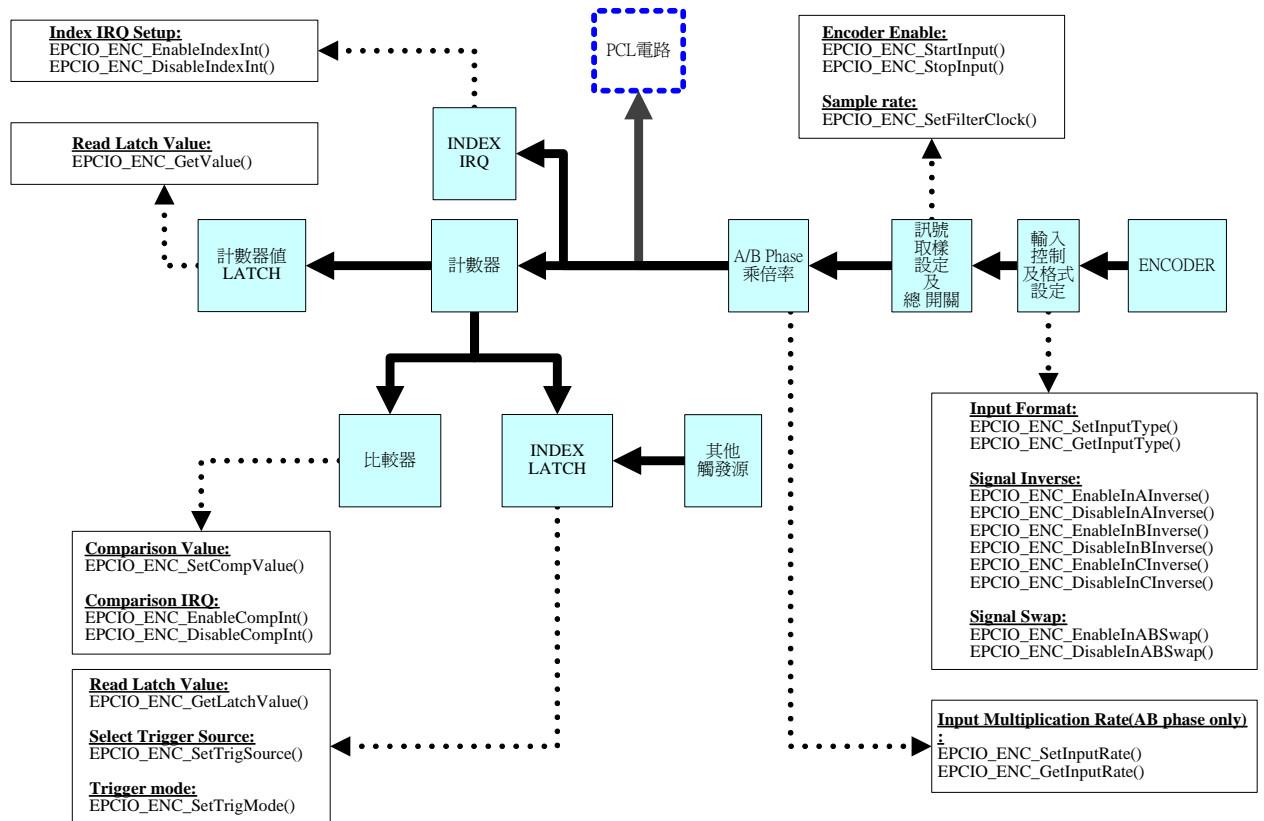 Index IRQ Setup:
EPCIO_ENC_EnableIndexInt()
EPCIO_ENC_DisableIndexInt()
PCL電路
Encoder Enable:
EPCIO_ENC_StartInput()
EPCIO_ENC_StopInput()
Sample rate:
EPCIO_ENC_SetFilterClock()
Read Latch Value:
EPCIO_ENC_GetValue()
INDEX
IRQ
計數器值
LATCH
計數器
A/B Phase
乘倍率
訊號
取樣
設定
及
總 開關
輸入
控制
及格式
設定
ENCODER
比較器
INDEX
LATCH
其他
觸發源
Input Format:
EPCIO_ENC_SetInputType()
EPCIO_ENC_GetInputType()
Signal Inverse:
EPCIO_ENC_EnableInAInverse()
EPCIO_ENC_DisableInAInverse()
EPCIO_ENC_EnableInBInverse()
EPCIO_ENC_DisableInBInverse()
EPCIO_ENC_EnableInCInverse()
EPCIO_ENC_DisableInCInverse()
Signal Swap:
EPCIO_ENC_EnableInABSwap()
EPCIO_ENC_DisableInABSwap()
Comparison Value:
EPCIO_ENC_SetCompValue()
Comparison IRQ:
EPCIO_ENC_EnableCompInt()
EPCIO_ENC_DisableCompInt()
Read Latch Value:
EPCIO_ENC_GetLatchValue()
Select Trigger Source:
EPCIO_ENC_SetTrigSource()
Trigger mode:
EPCIO_ENC_SetTrigMode()
Input Multiplication Rate(AB phase only)
:
EPCIO_ENC_SetInputRate()
EPCIO_ENC_GetInputRate()